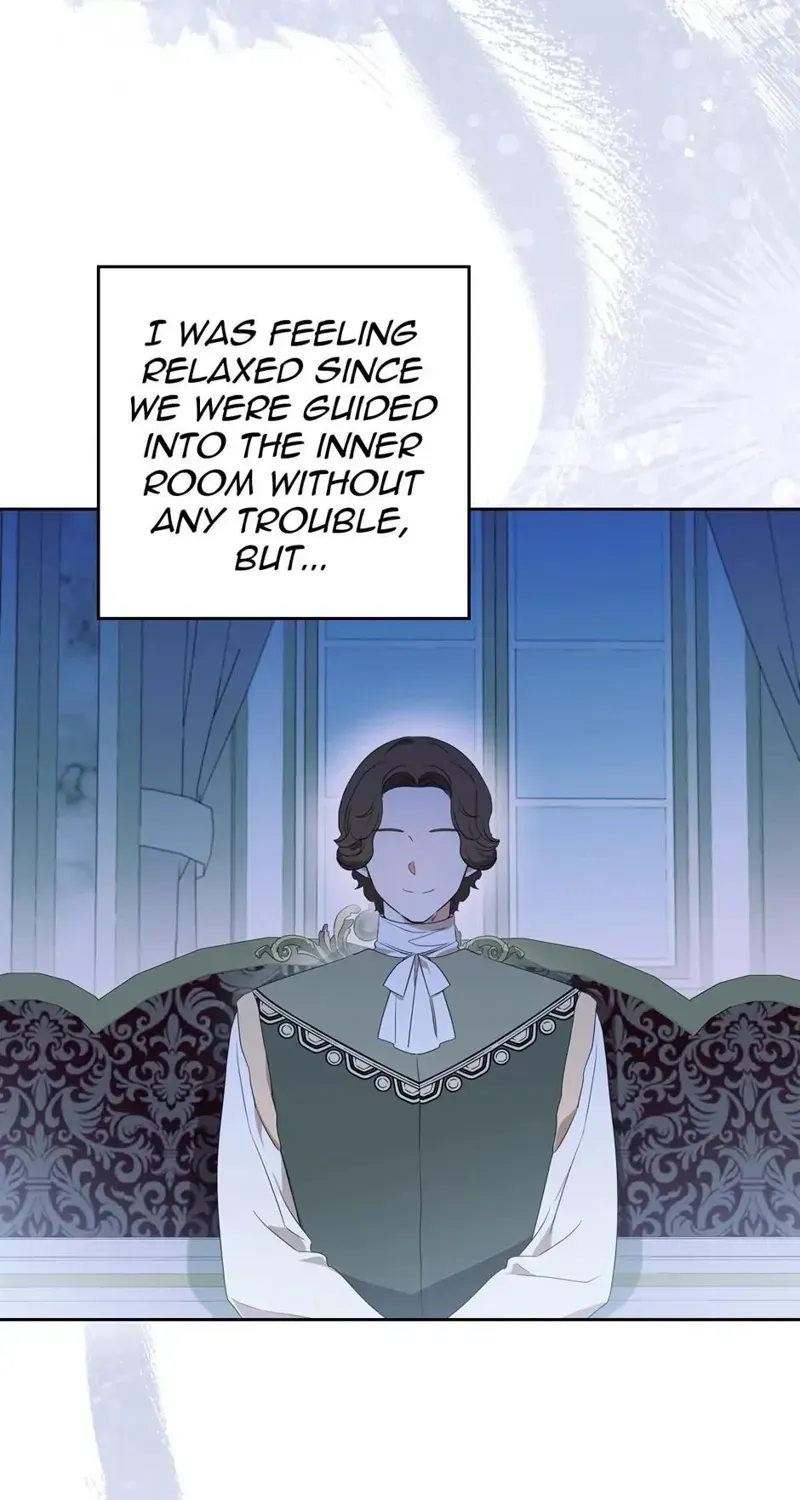 I WAS FEELING
RELAXED SINCE
WE WERE GUIDED
INTO THE INNER
ROOM WITHOUT
ANY TROUBLE,
BUT...